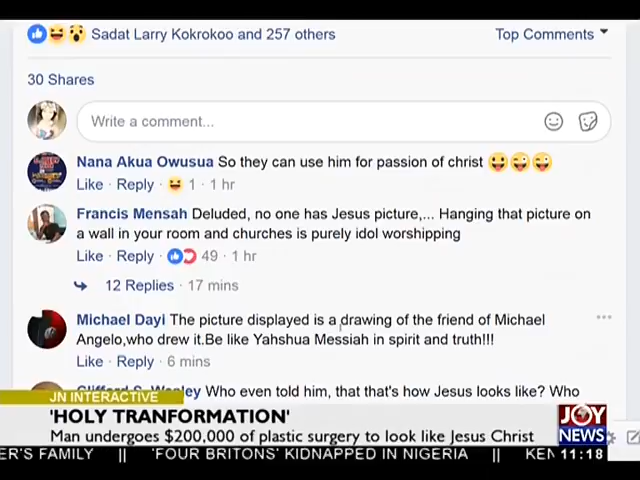 Sadat Larry Kokrokoo and 257 others
Top Comments
30 Shares
Write a comment...
Nana Akua Owusua So they can use him for passion of christ 😃😜😜
Like · Reply · 😆 1 · 1 hr
Francis Mensah Deluded, no one has Jesus picture,... Hanging that picture on
a wall in your room and churches is purely idol worshipping
Like · Reply · 49 · 1 hr
12 Replies · 17 mins
Michael Dayi The picture displayed is a drawing of the friend of Michael
Angelo,who drew it.Be like Yahshua Messiah in spirit and truth!!!
Like · Reply · 6 mins
Who even told him, that that's how Jesus looks like? Who
JN INTERACTIVE
'HOLY TRANFORMATION'
Man undergoes $200,000 of plastic surgery to look like Jesus Christ
JOY
NEWS
ER'S FAMILY || 'FOUR BRITONS' KIDNAPPED IN NIGERIA || KEN
11:18